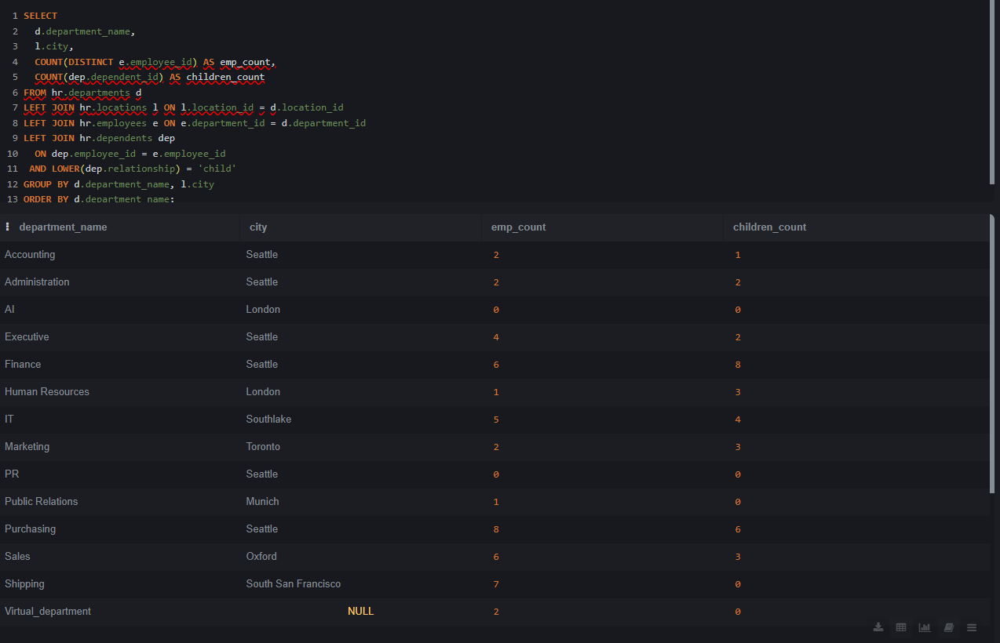 1 SELECT
2 d.department_name,
3 l.city,
4 COUNT(DISTINCT e.employee_id) AS emp_count,
5 COUNT(dep.dependent_id) AS children_count
6 FROM hr.departments d
7 LEFT JOIN hr.locations l ON l.location_id = d.location_id
8 LEFT JOIN hr.employees e ON e.department_id = d.department_id
9 LEFT JOIN hr.dependents dep
10 ON dep.employee_id = e.employee_id
11 AND LOWER(dep.relationship) = 'child'
12 GROUP BY d.department_name, l.city
13 ORDER BY d.department_name;
department_name city emp_count children_count
Accounting Seattle 2 1
Administration Seattle 2 2
AI London 0 0
Executive Seattle 4 2
Finance Seattle 6 8
Human Resources London 1 3
IT Southlake 5 4
Marketing Toronto 2 3
PR Seattle 0 0
Public Relations Munich 1 0
Purchasing Seattle 8 6
Sales Oxford 6 3
Shipping South San Francisco 7 0
Virtual_department NULL 2 0